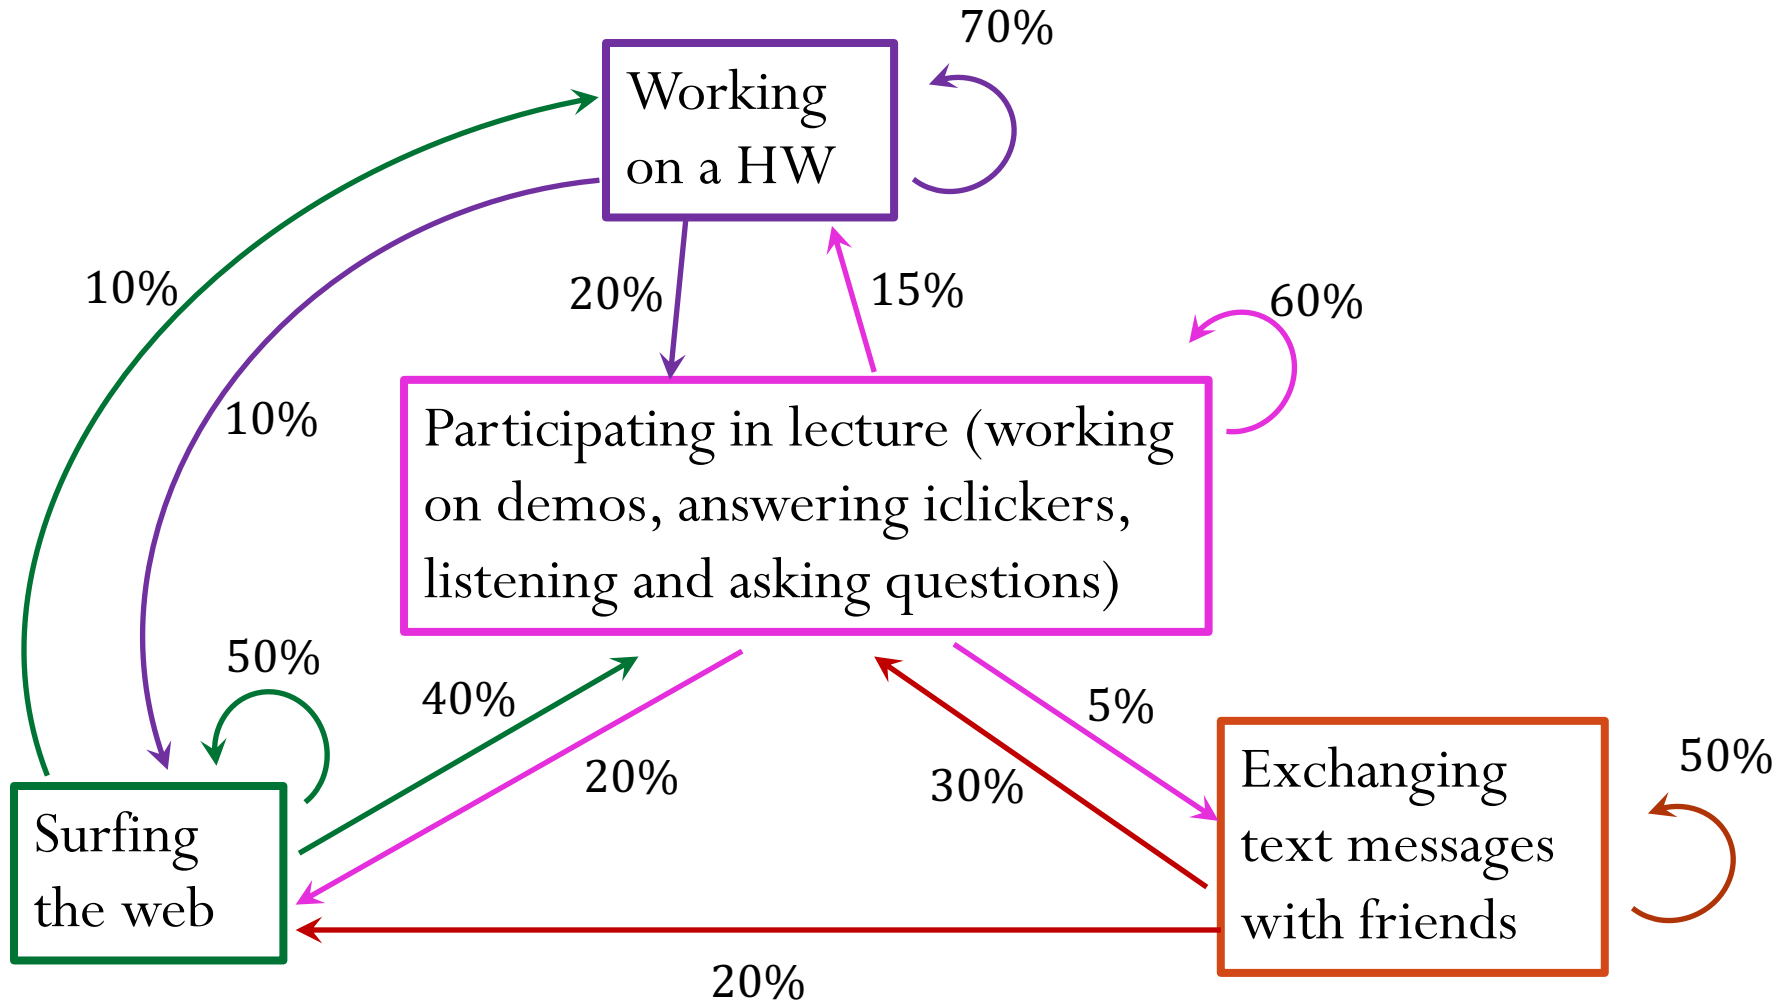 70%
Working
on a HW
10%
20%
15%
60%
10%
Participating in lecture (working
on demos, answering iclickers,
listening and asking questions)
50%
40%
20%
5%
30%
50%
Surfing
the web
Exchanging
text messages
with friends
20%